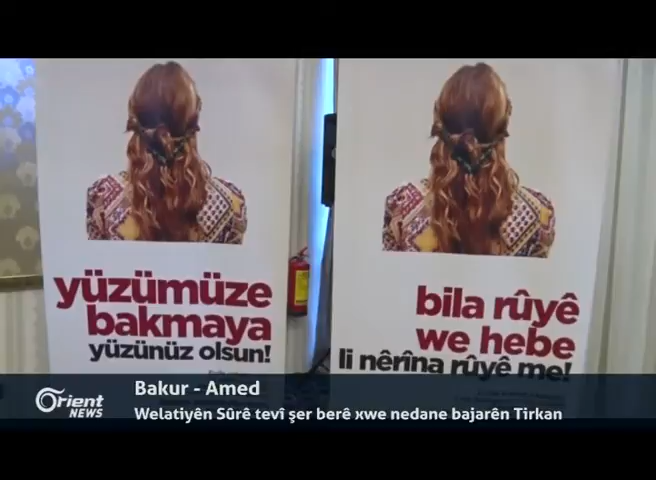 yüzümüze
bakmaya
yüzünüz olsun!
bila rûyê
we hebe
li nêrîna rûyê me!
Orient
NEWS
Bakur - Amed
Welatiyên Sûrê tevî şer berê xwe nedane bajarên Tirkan